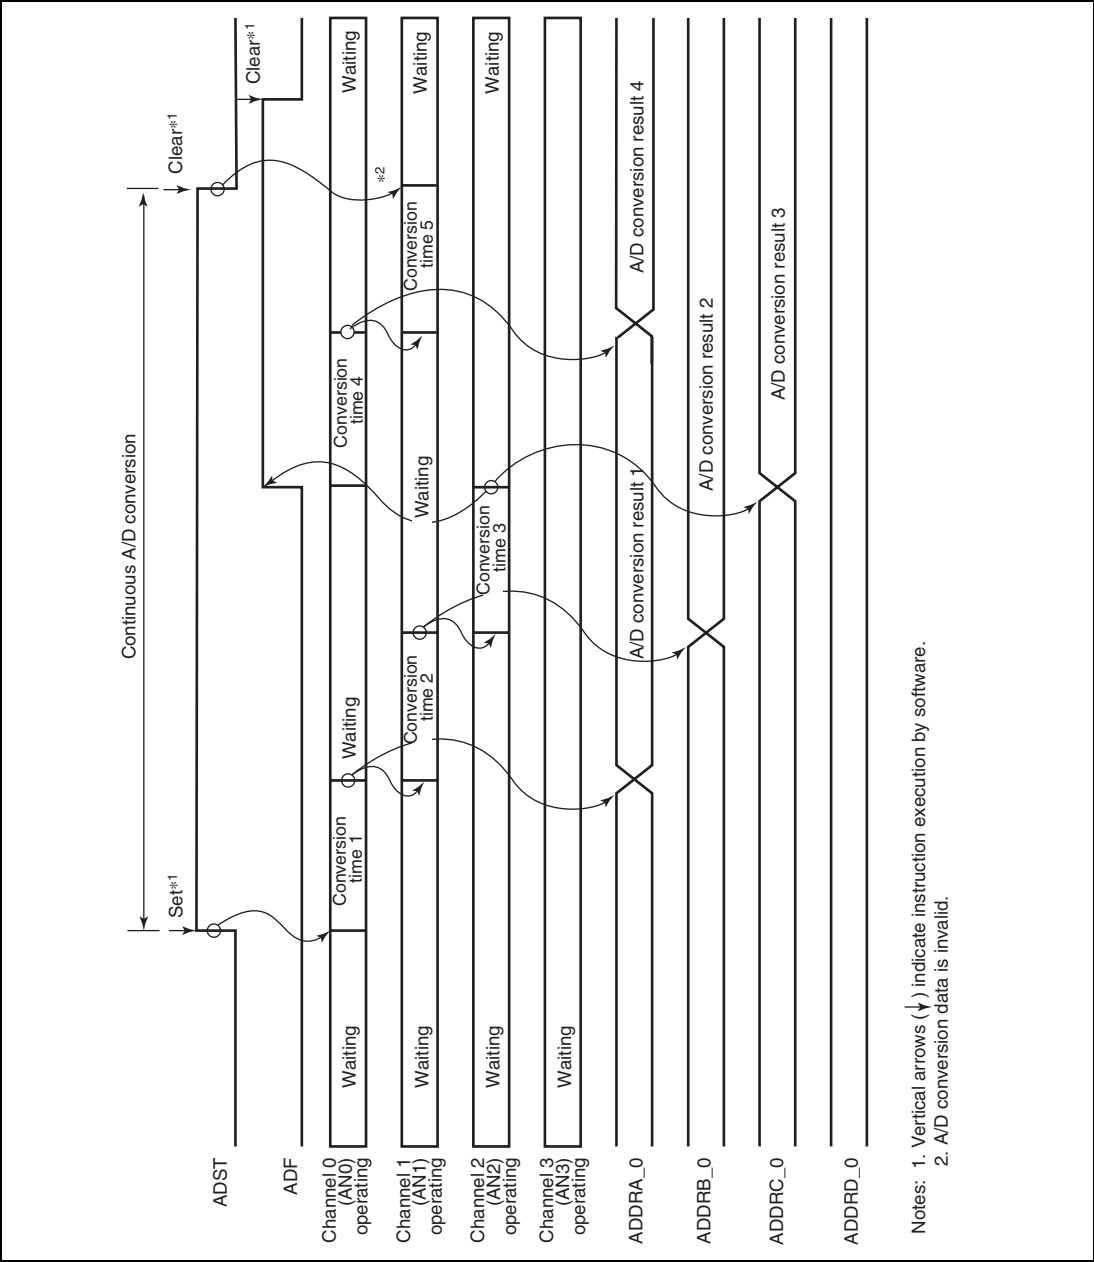 Continuous A/D conversion
Set*1
Clear*1
Clear*1
ADST
ADF
Channel 0
(AN0)
operating
Waiting
Conversion
time 1
Waiting
Conversion
time 4
Waiting
Channel 1
(AN1)
operating
Waiting
Conversion
time 2
Waiting
Conversion
time 5
*2
Waiting
Channel 2
(AN2)
operating
Waiting
Conversion
time 3
Waiting
Channel 3
(AN3)
operating
Waiting
ADDRA_0
A/D conversion result 1
A/D conversion result 4
ADDRB_0
A/D conversion result 2
ADDRC_0
A/D conversion result 3
ADDRD_0
Notes: 1. Vertical arrows (↓) indicate instruction execution by software.
2. A/D conversion data is invalid.